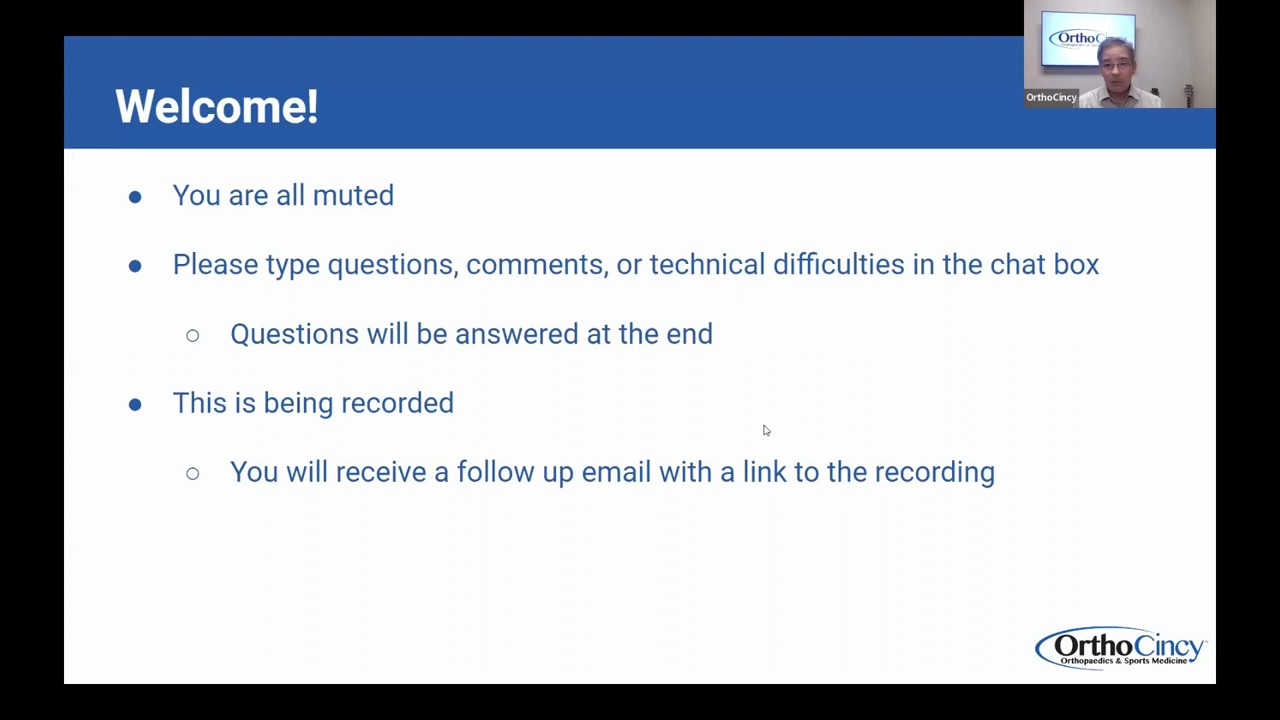 OrthoCincy
OrthoCincy
Welcome!
● You are all muted
● Please type questions, comments, or technical difficulties in the chat box
○ Questions will be answered at the end
● This is being recorded
○ You will receive a follow up email with a link to the recording
OrthoCincy
Orthopaedics & Sports Medicine